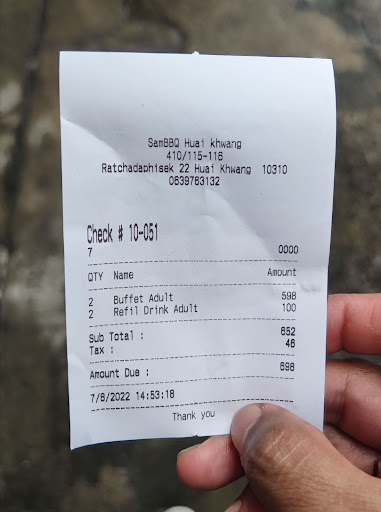 SamBBQ Huai khwang
410/115-116
Ratchadaphisek 22 Huai Khwang 10310
0639763132
Check # 10-051
7 0000
QTY Name Amount
2 Buffet Adult 598
2 Refil Drink Adult 100
Sub Total : 652
Tax : 46
Amount Due : 698
7/8/2022 14:53:18
Thank you